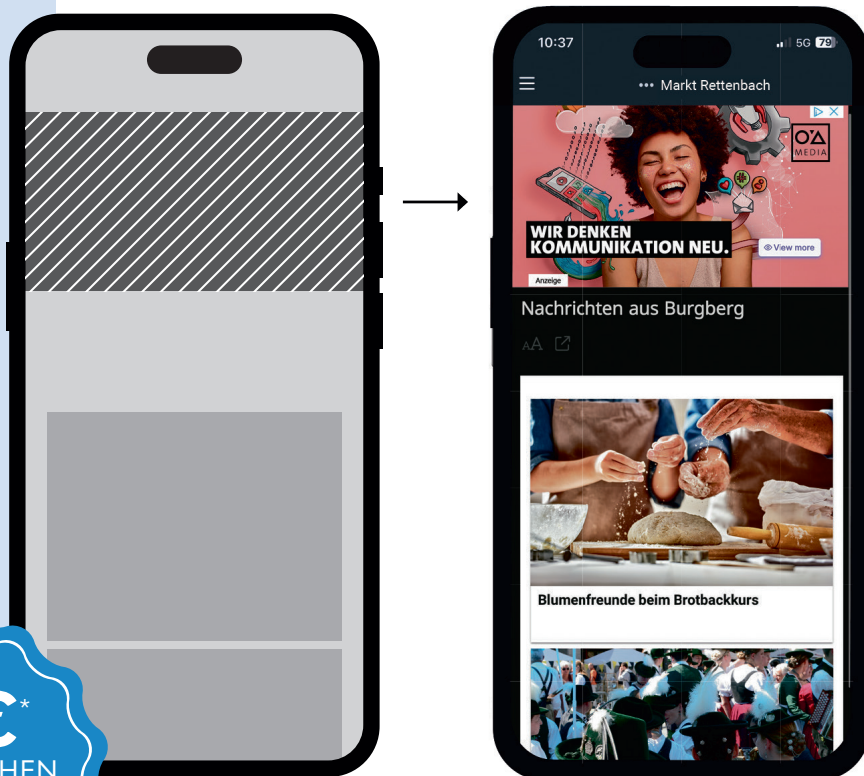 10:37
5G 79
••• Markt Rettenbach
OA
MEDIA
WIR DENKEN
KOMMUNIKATION NEU.
View more
Anzeige
Nachrichten aus Burgberg
AA
Blumenfreunde beim Brotbackkurs
€*